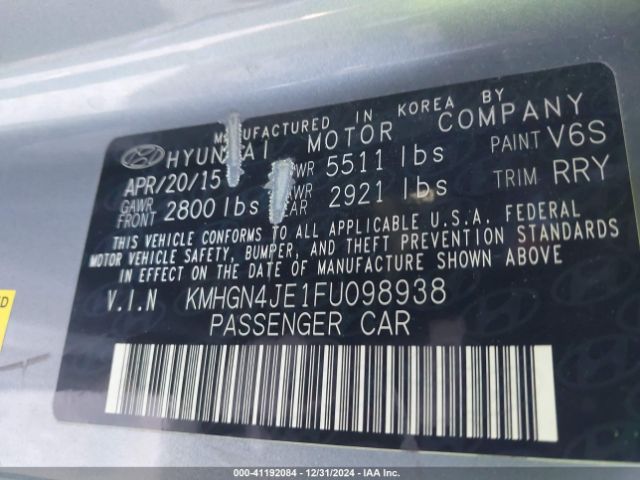 MANUFACTURED IN KOREA BY
HYUNDAI MOTOR COMPANY
APR/20/15 GVWR 5511 lbs PAINT V6S
GAWR FRONT 2800 lbs GAWR REAR 2921 lbs TRIM RRY
THIS VEHICLE CONFORMS TO ALL APPLICABLE U.S.A. FEDERAL
MOTOR VEHICLE SAFETY, BUMPER, AND THEFT PREVENTION STANDARDS
IN EFFECT ON THE DATE OF MANUFACTURE SHOWN ABOVE
V.I.N KMHGN4JE1FU098938
PASSENGER CAR
000-41192084 - 12/31/2024 - IAA Inc.